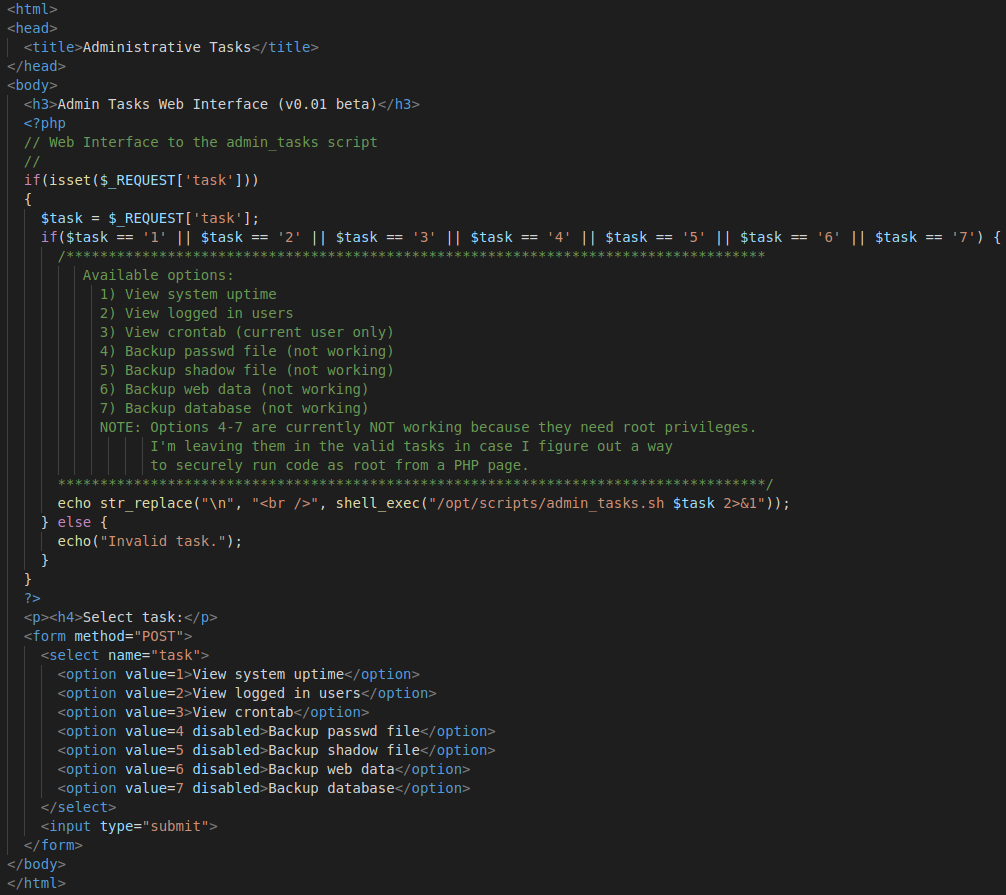 <html>
<head>
  <title>Administrative Tasks</title>
</head>
<body>
  <h3>Admin Tasks Web Interface (v0.01 beta)</h3>
  <?php
  // Web Interface to the admin_tasks script
  //
  if(isset($_REQUEST['task']))
  {
    $task = $_REQUEST['task'];
    if($task == '1' || $task == '2' || $task == '3' || $task == '4' || $task == '5' || $task == '6' || $task == '7') {
      /***********************************************************************************
         Available options:
           1) View system uptime
           2) View logged in users
           3) View crontab (current user only)
           4) Backup passwd file (not working)
           5) Backup shadow file (not working)
           6) Backup web data (not working)
           7) Backup database (not working)
           NOTE: Options 4-7 are currently NOT working because they need root privileges.
                 I'm leaving them in the valid tasks in case I figure out a way
                 to securely run code as root from a PHP page.
      ************************************************************************************/
      echo str_replace("\n", "<br />", shell_exec("/opt/scripts/admin_tasks.sh $task 2>&1"));
    } else {
      echo("Invalid task.");
    }
  }
  ?>
  <p><h4>Select task:</p>
  <form method="POST">
    <select name="task">
      <option value=1>View system uptime</option>
      <option value=2>View logged in users</option>
      <option value=3>View crontab</option>
      <option value=4 disabled>Backup passwd file</option>
      <option value=5 disabled>Backup shadow file</option>
      <option value=6 disabled>Backup web data</option>
      <option value=7 disabled>Backup database</option>
    </select>
    <input type="submit">
  </form>
</body>
</html>